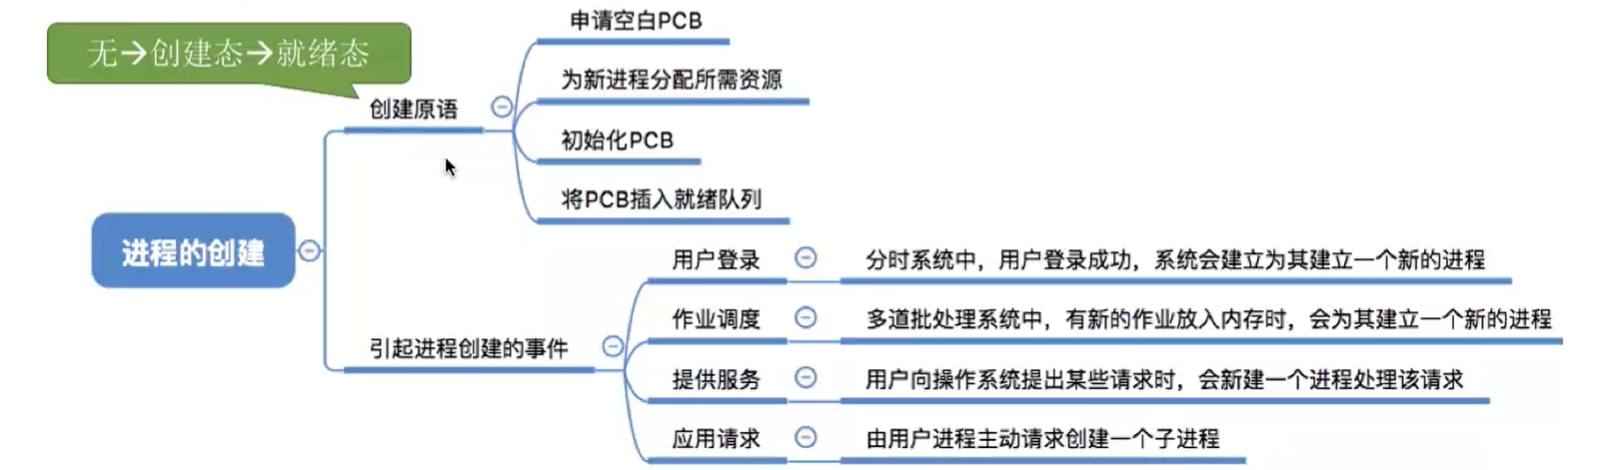 无→创建态→就绪态
进程的创建
创建原语
申请空白PCB
为新进程分配所需资源
初始化PCB
将PCB插入就绪队列
引起进程创建的事件
用户登录
分时系统中，用户登录成功，系统会建立为其建立一个新的进程
作业调度
多道批处理系统中，有新的作业放入内存时，会为其建立一个新的进程
提供服务
用户向操作系统提出某些请求时，会新建一个进程处理该请求
应用请求
由用户进程主动请求创建一个子进程